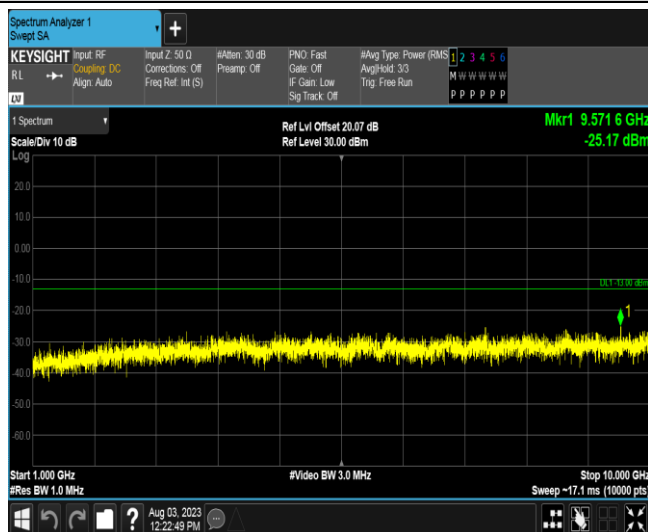 Spectrum Analyzer 1
Swept SA
+
KEYSIGHT
RL
LXI
Input: RF
Coupling: DC
Align: Auto
Input Z: 50 Ω
Corrections: Off
Freq Ref: Int (S)
#Atten: 30 dB
Preamp: Off
PNO: Fast
Gate: Off
IF Gain: Low
Sig Track: Off
#Avg Type: Power (RMS
Avg|Hold: 3/3
Trig: Free Run
1 2 3 4 5 6
M W W W W W
P P P P P P
1 Spectrum
Scale/Div 10 dB
Log
Ref Lvl Offset 20.07 dB
Ref Level 30.00 dBm
Mkr1 9.571 6 GHz
-25.17 dBm
20.0
10.0
0.00
-10.0
-20.0
-30.0
-40.0
-50.0
-60.0
DL1 -13.00 dBm
1
Start 1.000 GHz
#Res BW 1.0 MHz
#Video BW 3.0 MHz
Stop 10.000 GHz
Sweep ~17.1 ms (10000 pts)
?
Aug 03, 2023
12:22:49 PM